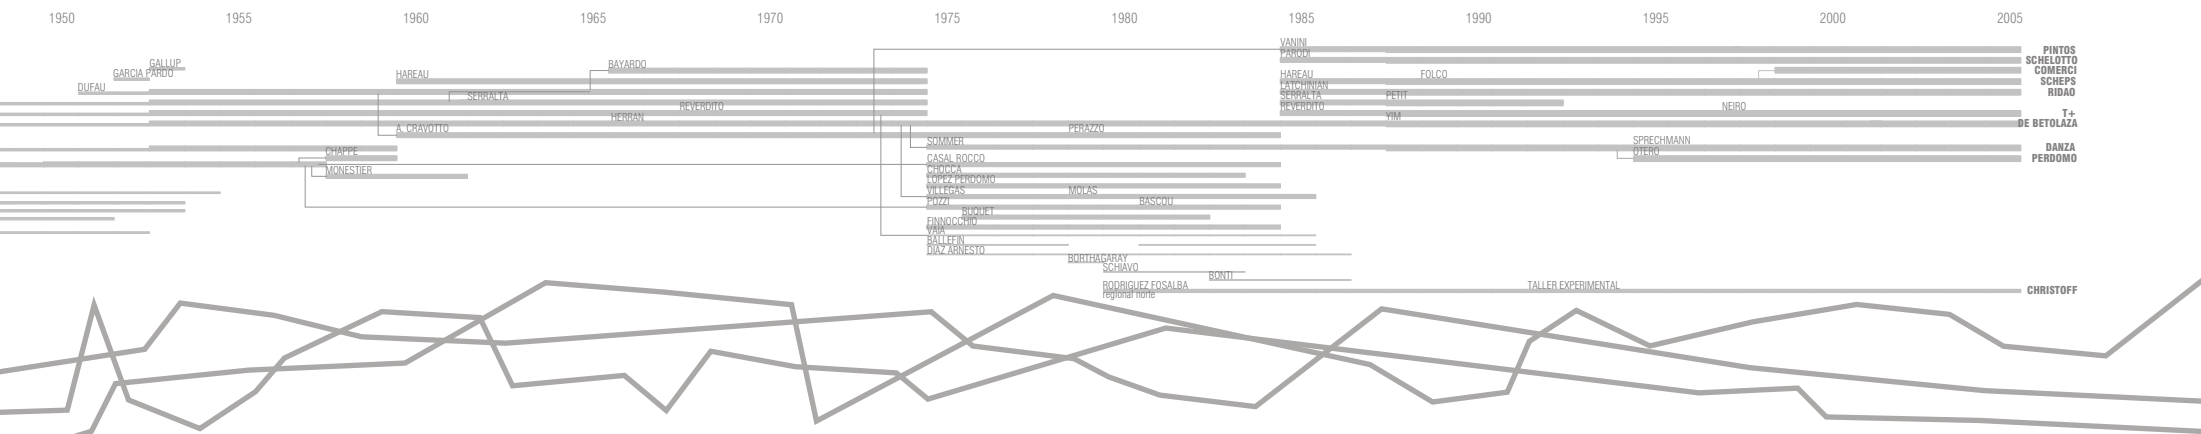 1950 1955 1960 1965 1970 1975 1980 1985 1990 1995 2000 2005
VANINI
PARODI PINTOS
GALLUP BAYARDO SCHELOTTO
GARCIA PARDO HAREAU HAREAU FOLCO COMERCI
SCHEPS
DUFAU LATCHINIAN RIDAO
SERRALTA SERRALTA PETIT
REVERDITO REVERDITO NEIRO
HERRAN YIM T+
A. CRAVOTTO PERAZZO DE BETOLAZA
SOMMER SPRECHMANN
CHAPPE OTERO DANZA
CASAL ROCCO PERDOMO
MONESTIER CHOCCA
LOPEZ PERDOMO
VILLEGAS MOLAS
POZZI BASCOU
BUQUET
FINNOCCHIO
VAIA
BALLEFIN
DIAZ ARNESTO
BORTHAGARAY
SCHIAVO
BONTI
RODRIGUEZ FOSALBA TALLER EXPERIMENTAL CHRISTOFF
regional norte